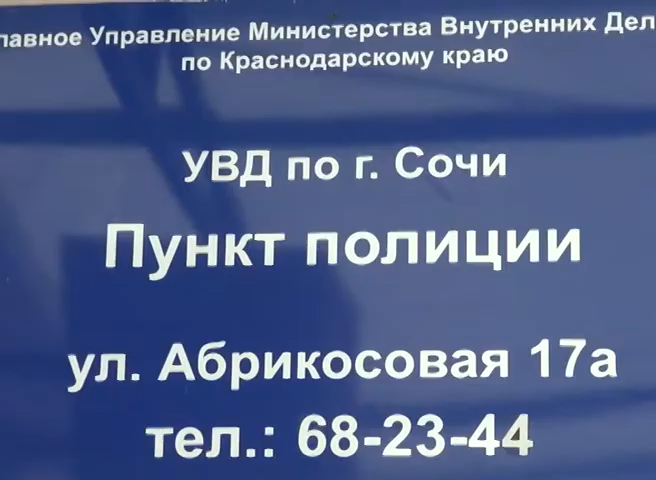 лавное Управление Министерства Внутренних Дел
по Краснодарскому краю
УВД по г. Сочи
Пункт полиции
ул. Абрикосовая 17а
тел.: 68-23-44